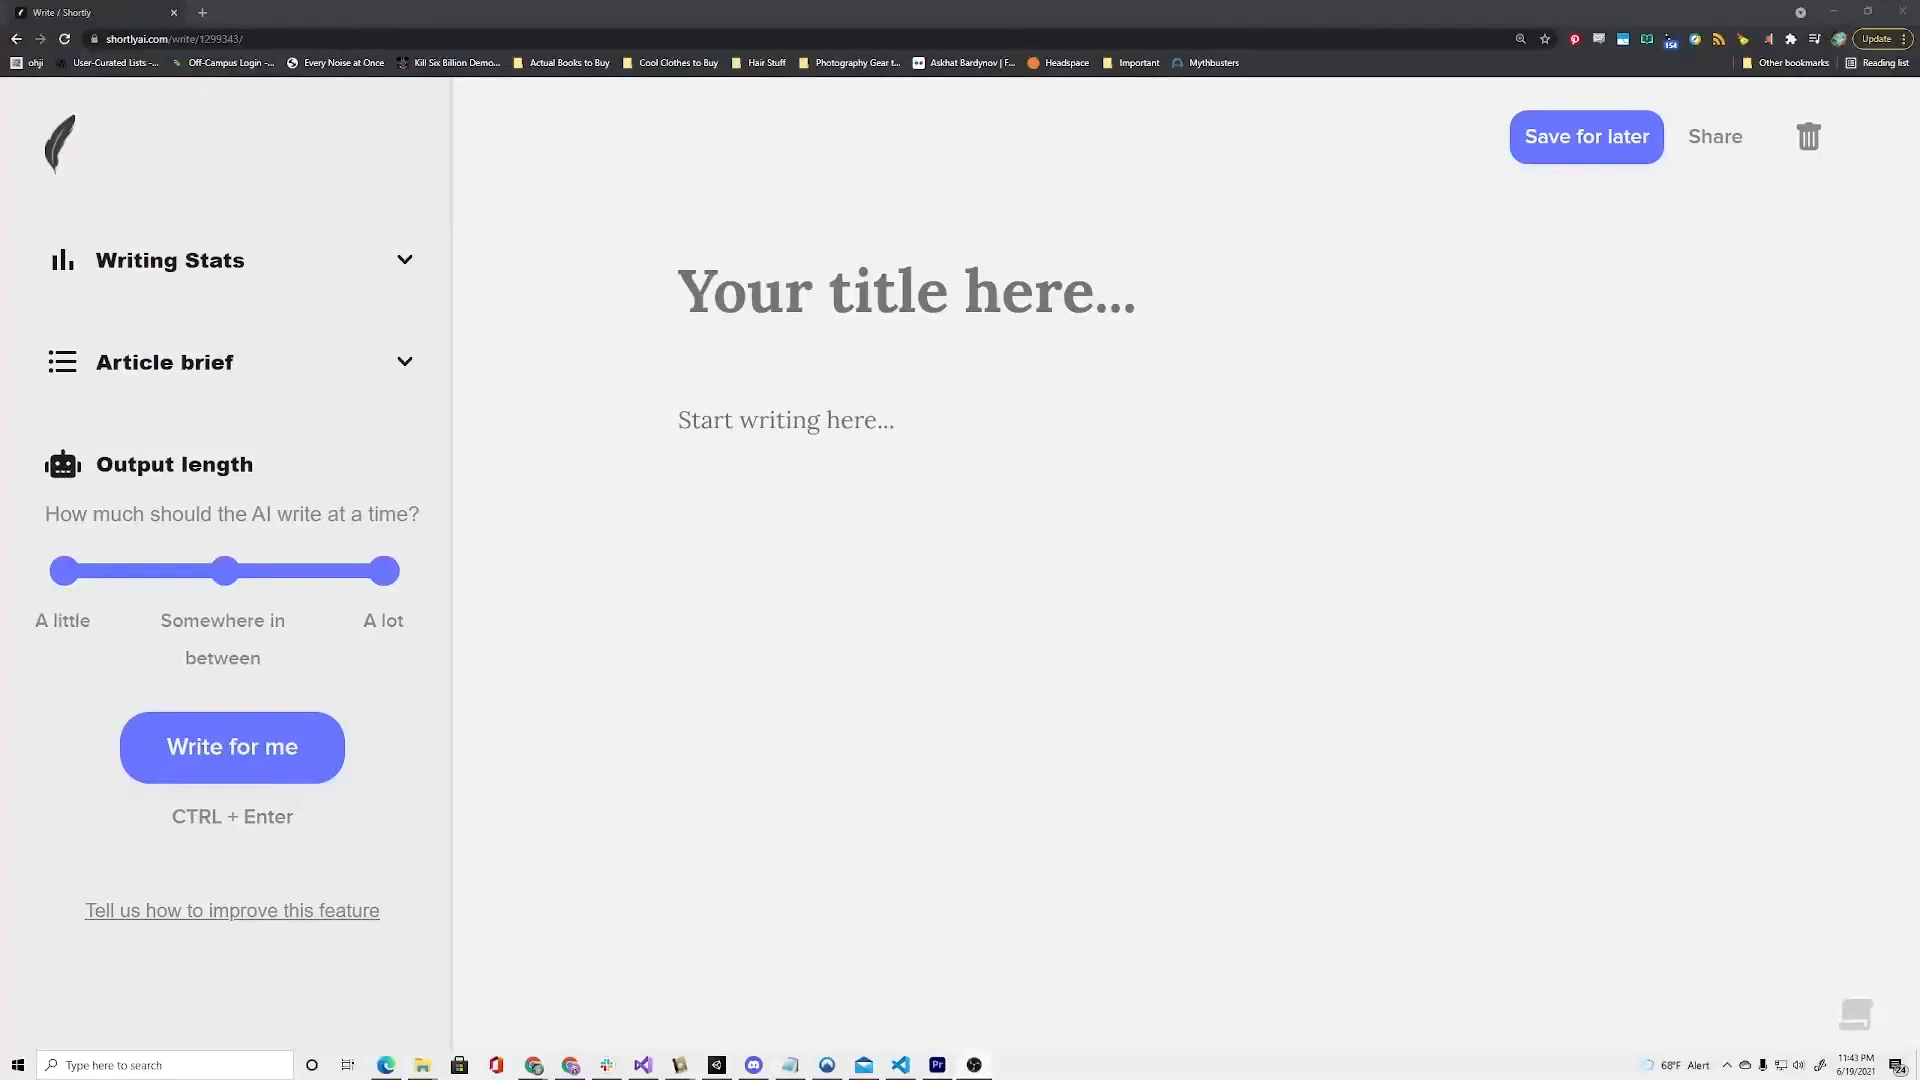 Write / Shortly
shortlyai.com/write/1299343/
Update
ohji
User-Curated Lists -...
Off-Campus Login -...
Every Noise at Once
Kill Six Billion Demo...
Actual Books to Buy
Cool Clothes to Buy
Hair Stuff
Photography Gear t...
Askhat Bardynov | F...
Headspace
Important
Mythbusters
Other bookmarks
Reading list
154
Save for later
Share
Writing Stats
Your title here...
Article brief
Start writing here...
Output length
How much should the AI write at a time?
A little
Somewhere in between
A lot
Write for me
CTRL + Enter
Tell us how to improve this feature
Type here to search
Pr
68°F Alert
11:43 PM
6/19/2021
24